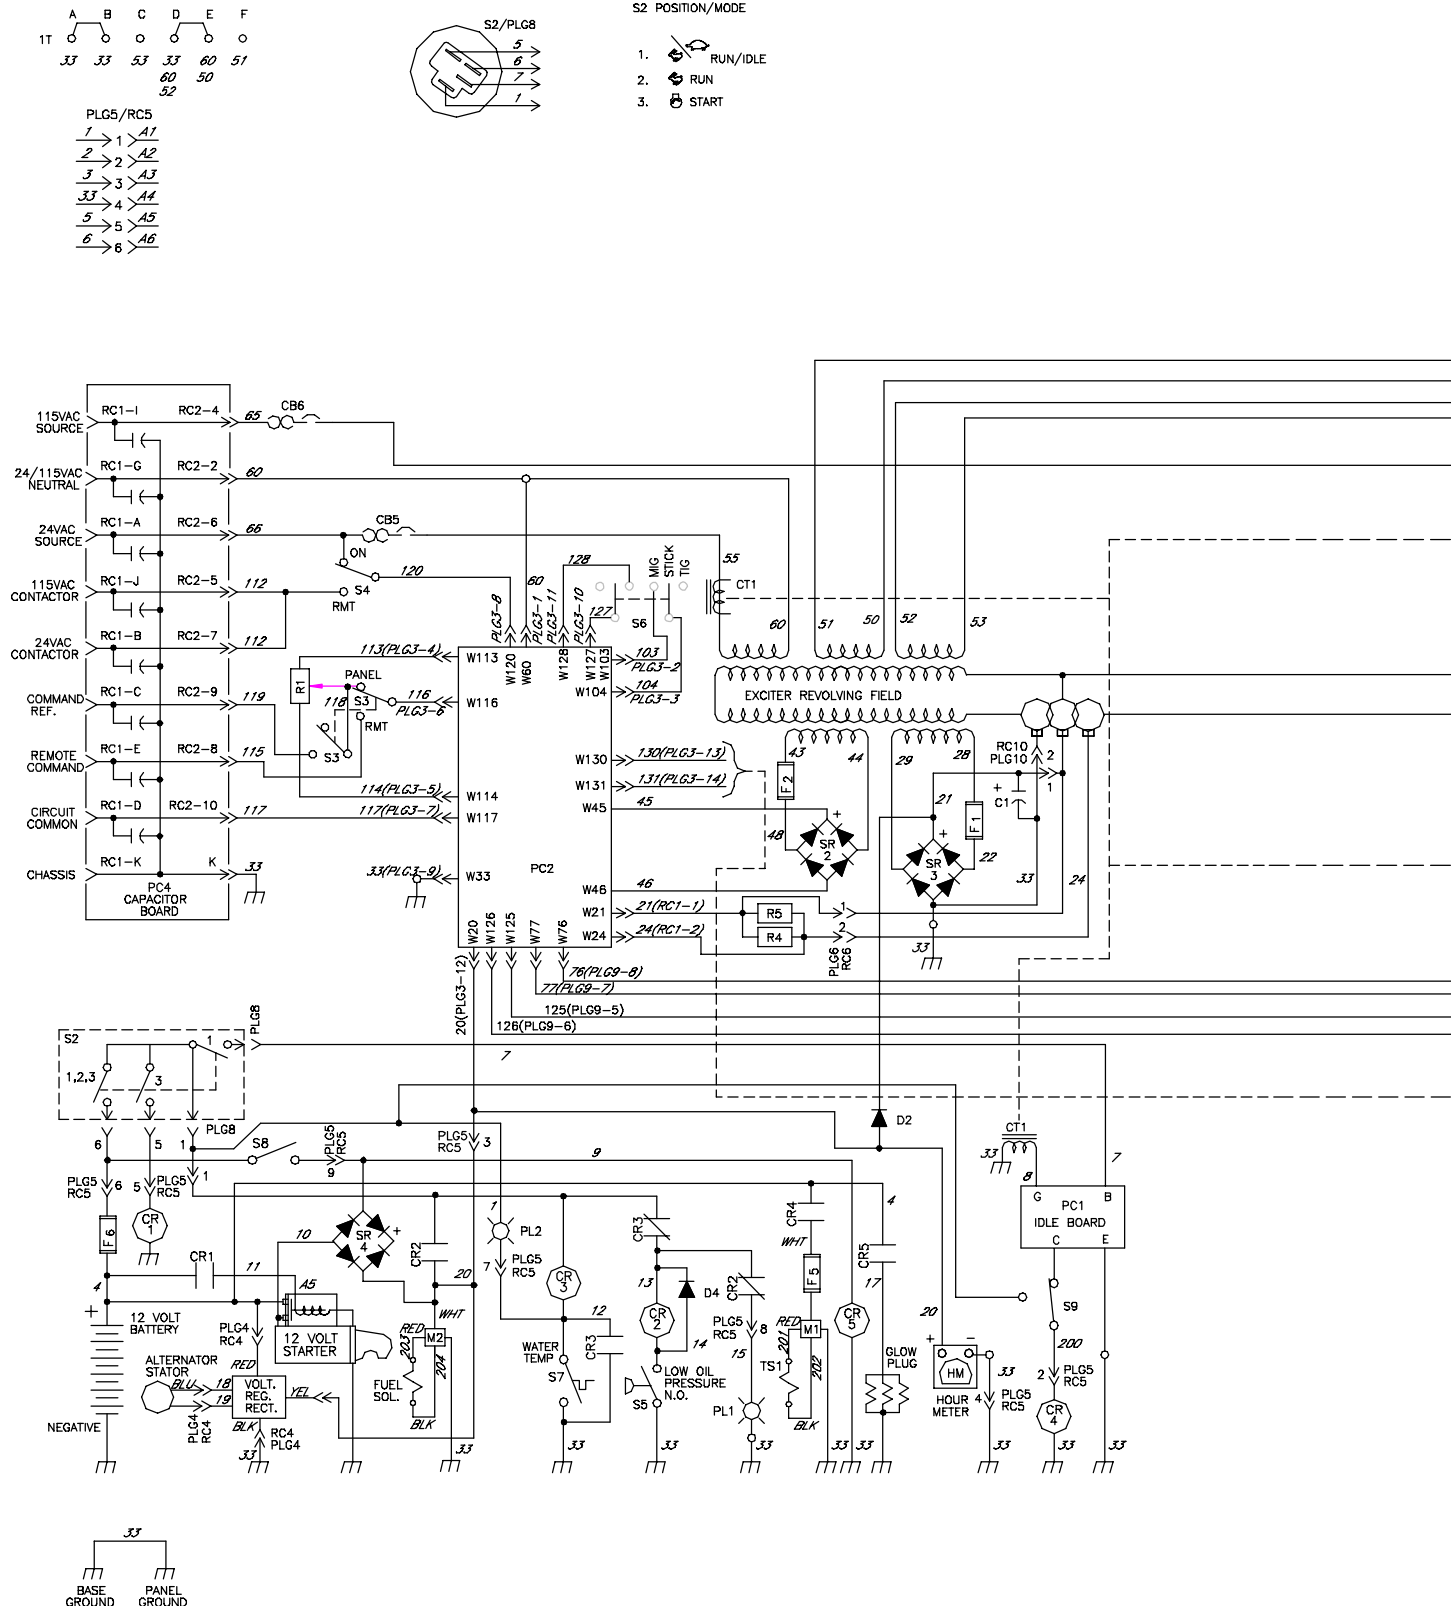 A B C D E F
1T
33 33 53 33 60 51
60 50
52
S2/PLG8
5
6
7
1
S2 POSITION/MODE
1. RUN/IDLE
2. RUN
3. START
PLG5/RC5
1 1 A1
2 2 A2
3 3 A3
33 4 A4
5 5 A5
6 6 A6
115VAC SOURCE
RC1-I RC2-4 65 CB6
24/115VAC NEUTRAL
RC1-G RC2-2 60
24VAC SOURCE
RC1-A RC2-6 66 CB5
ON
S4
RMT
120
115VAC CONTACTOR
RC1-J RC2-5 112
24VAC CONTACTOR
RC1-B RC2-7 112
COMMAND REF.
RC1-C RC2-9 119
REMOTE COMMAND
RC1-E RC2-8 115
CIRCUIT COMMON
RC1-D RC2-10 117
CHASSIS
RC1-K K 33
PC4
CAPACITOR
BOARD
R1
PANEL
118
S3
RMT
S3
113(PLG3-4)
116
PLG3-6
114(PLG3-5)
117(PLG3-7)
33(PLG3-9)
PLG3-8
60
PLG3-1
PLG3-11
PLG3-10
128
127
MIG
STICK
TIG
S6
103
PLG3-2
104
PLG3-3
W113
W116
W114
W117
W33
W120
W60
W128
W127
W103
W104
W130
W131
W45
W46
W21
W24
W20
W126
W125
W77
W76
PC2
130(PLG3-13)
131(PLG3-14)
45
46
21(RC1-1)
24(RC1-2)
R5
R4
1
2
PLG6
RC6
76(PLG9-8)
77(PLG9-7)
125(PLG9-5)
126(PLG9-6)
20(PLG3-12)
55
CT1
60
51
50
52
53
EXCITER REVOLVING FIELD
43
44
F2
48
SR
2
29
28
21
F1
22
SR
3
33
RC10
PLG10
2
1
C1
+
33
24
S2
1,2,3
3
1
PLG8
7
PLG8
6
5
1
S8
PLG5
RC5
9
PLG5
RC5
3
9
D2
PLG5
RC5
6
5
PLG5
RC5
1
F6
CR
1
10
SR
4
+
CR2
1
PL2
7
PLG5
RC5
CR
3
CR3
13
CR
2
D4
CR2
PLG5
RC5
8
CR4
WHT
F5
CR
5
4
CR5
17
CT1
33
8
7
G B
PC1
IDLE BOARD
C E
4
CR1
11
A5
20
WHT
+
12 VOLT
BATTERY
PLG4
RC4
12 VOLT
STARTER
RED
M2
203
204
FUEL
SOL.
BLK
33
ALTERNATOR
STATOR
BLU
18
19
PLG4
RC4
RED
VOLT.
REG.
RECT.
YEL
BLK
RC4
PLG4
33
NEGATIVE
WATER
TEMP
S7
12
CR3
33
14
LOW OIL
PRESSURE
N.O.
S5
33
15
PL1
33
RED
M1
201
202
TS1
BLK
33
33
GLOW
PLUG
20
+ -
HM
HOUR
METER
33
4
PLG5
RC5
33
S9
200
2
PLG5
RC5
CR
4
33
33
33
BASE
GROUND
PANEL
GROUND